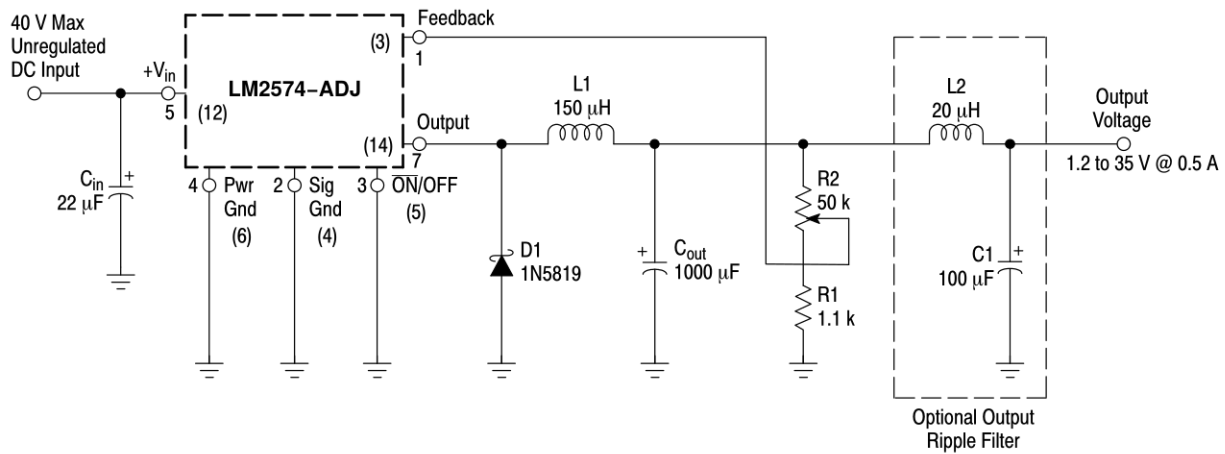 40 V Max
Unregulated
DC Input
+Vin
5
(12)
LM2574–ADJ
(3)
Feedback
1
(14)
Output
7
4
Pwr
Gnd
(6)
2
Sig
Gnd
(4)
3
ON/OFF
(5)
Cin
22 μF
+
L1
150 μH
D1
1N5819
+
Cout
1000 μF
R2
50 k
R1
1.1 k
L2
20 μH
C1
100 μF
+
Output
Voltage
1.2 to 35 V @ 0.5 A
Optional Output
Ripple Filter